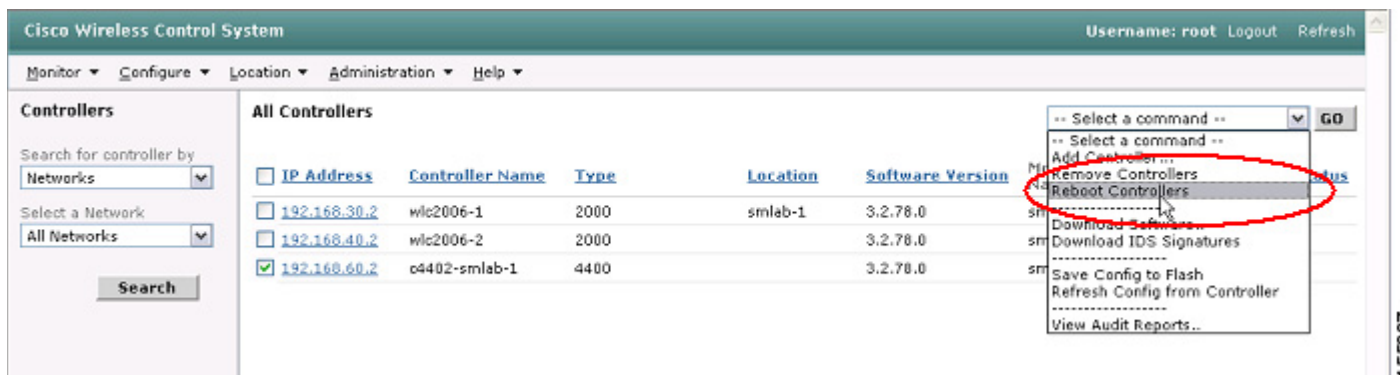 Cisco Wireless Control System Username: root Logout Refresh
Monitor Configure Location Administration Help
Controllers
Search for controller by
Networks
Select a Network
All Networks
Search
All Controllers
-- Select a command -- GO
-- Select a command --
Add Controller...
Remove Controllers
Reboot Controllers
-------------------
Download Software..
Download IDS Signatures
-------------------
Save Config to Flash
Refresh Config from Controller
-------------------
View Audit Reports..
IP Address Controller Name Type Location Software Version
192.168.30.2 wlc2006-1 2000 smlab-1 3.2.78.0
192.168.40.2 wlc2006-2 2000 3.2.78.0
192.168.60.2 c4402-smlab-1 4400 3.2.78.0